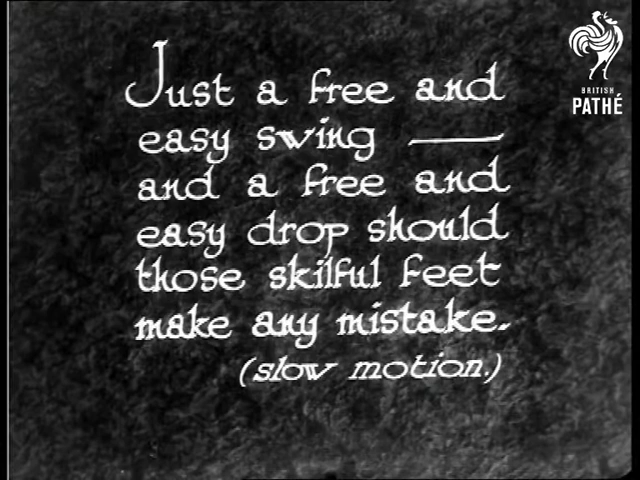 Just a free and
easy swing —
and a free and
easy drop should
those skilful feet
make any mistake.
(slow motion.)
BRITISH
PATHÉ